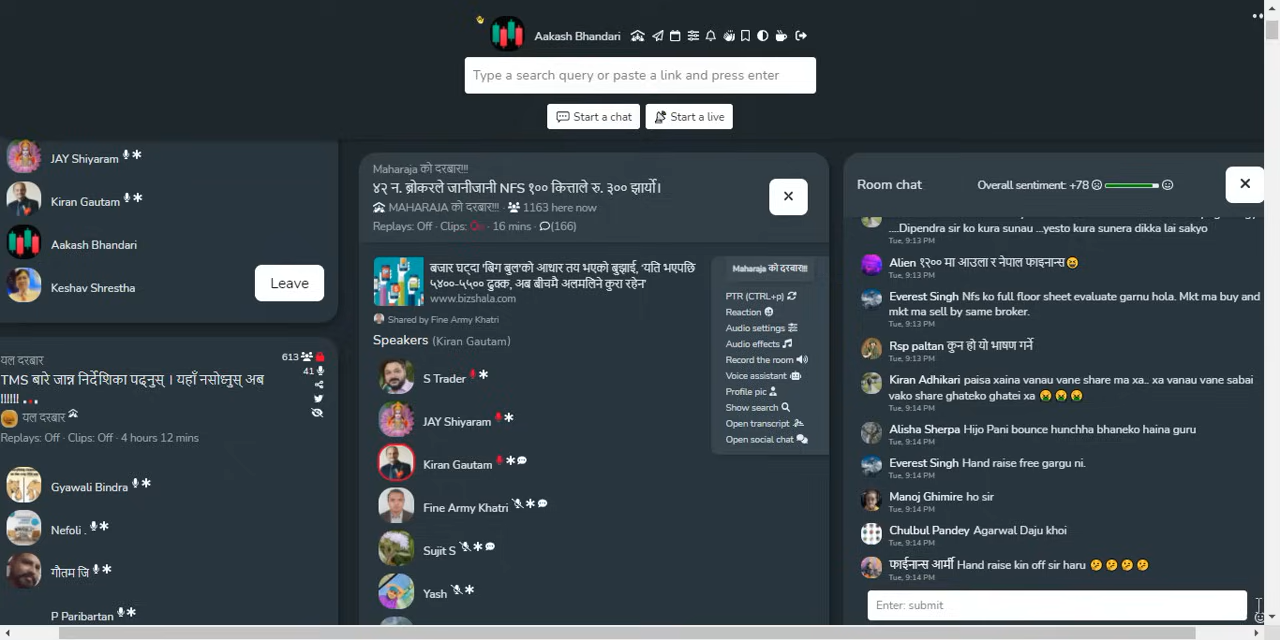 Aakash Bhandari
Type a search query or paste a link and press enter
Start a chat
Start a live
JAY Shiyaram
Kiran Gautam
Aakash Bhandari
Keshav Shrestha
Leave
यल दरबार
613
TMS बारे जान्न निर्देशिका पढ्नुस् । यहाँ नसोध्नुस् अब
!!!!!!
41
यल दरबार
Replays: Off · Clips: Off · 4 hours 12 mins
Gyawali Bindra
Nefoli .
गौतम जि
P Paribartan
Maharaja को दरबार!!!
४२ न. ब्रोकरले जानीजानी NFS १०० कित्ताले रु. ३०० झार्यो।
MAHARAJA को दरबार!!! · 1163 here now
Replays: Off · Clips: On · 16 mins · (166)
बजार घट्दा 'बिग बुल'को आधार तय भएको बुझाई, 'यति भएपछि
५४००-५५०० ढुक्क, अब बीचमै अलमलिने कुरा रहेन'
www.bizshala.com
Shared by Fine Army Khatri
Speakers (Kiran Gautam)
S Trader
JAY Shiyaram
Kiran Gautam
Fine Army Khatri
Sujit S
Yash
Maharaja को दरबार!!!
PTR (CTRL+p)
Reaction
Audio settings
Audio effects
Record the room
Voice assistant
Profile pic
Show search
Open transcript
Open social chat
Room chat
Overall sentiment: +78
....Dipendra sir ko kura sunau ...yesto kura sunera dikka lai sakyo
Tue, 9:13 PM
Alien १२०० मा आउला र नेपाल फाइनान्स😆
Tue, 9:13 PM
Everest Singh Nfs ko full floor sheet evaluate garnu hola. Mkt ma buy and
mkt ma sell by same broker.
Tue, 9:13 PM
Rsp paltan कुन हो यो भाषण गर्ने
Tue, 9:13 PM
Kiran Adhikari paisa xaina vanau vane share ma xa.. xa vanau vane sabai
vako share ghateko ghatei xa 🤑 🤑 🤑
Tue, 9:14 PM
Alisha Sherpa Hijo Pani bounce hunchha bhaneko haina guru
Tue, 9:14 PM
Everest Singh Hand raise free gargu ni.
Tue, 9:14 PM
Manoj Ghimire ho sir
Tue, 9:14 PM
Chulbul Pandey Agarwal Daju khoi
Tue, 9:14 PM
फाईनान्स आर्मी Hand raise kin off sir haru 🤔 🤔 🤔 🤔
Tue, 9:14 PM
Enter: submit